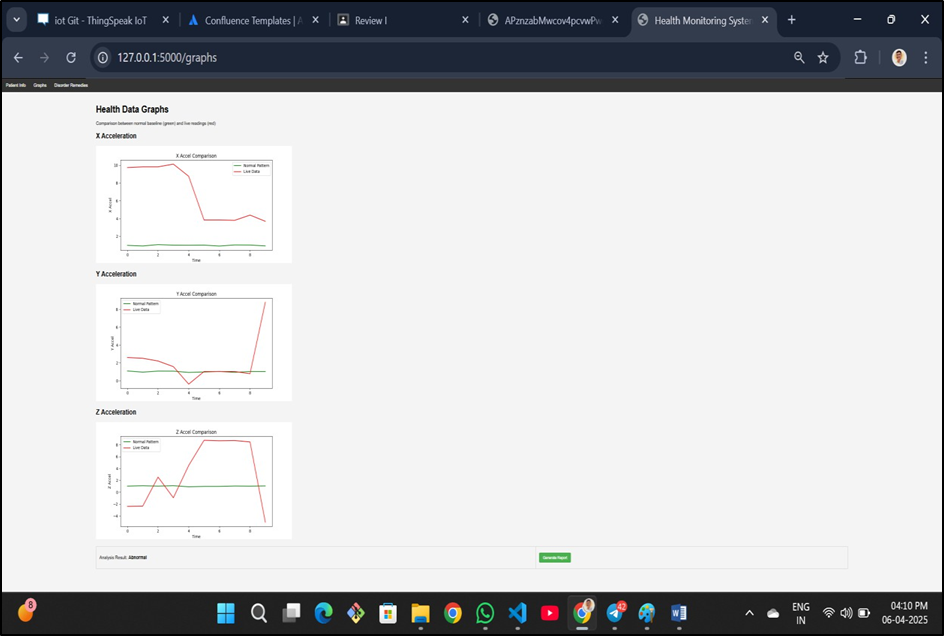 iot Git - ThingSpeak IoT
Confluence Templates | A
Review I
APznzabMwcov4pcvwPw
Health Monitoring System
127.0.0.1:5000/graphs
Patient Info Graphs Disorder Remedies
Health Data Graphs
Comparison between normal baseline (green) and live readings (red)
X Acceleration
X Accel Comparison
Normal Pattern
Live Data
10
8
6
4
2
X Accel
0 2 4 6 8
Time
Y Acceleration
Y Accel Comparison
Normal Pattern
Live Data
8
6
4
2
0
Y Accel
0 2 4 6 8
Time
Z Acceleration
Z Accel Comparison
Normal Pattern
Live Data
8
6
4
2
0
−2
−4
Z Accel
0 2 4 6 8
Time
Analysis Result: Abnormal
Generate Report
8
42
ENG
IN
04:10 PM
06-04-2025